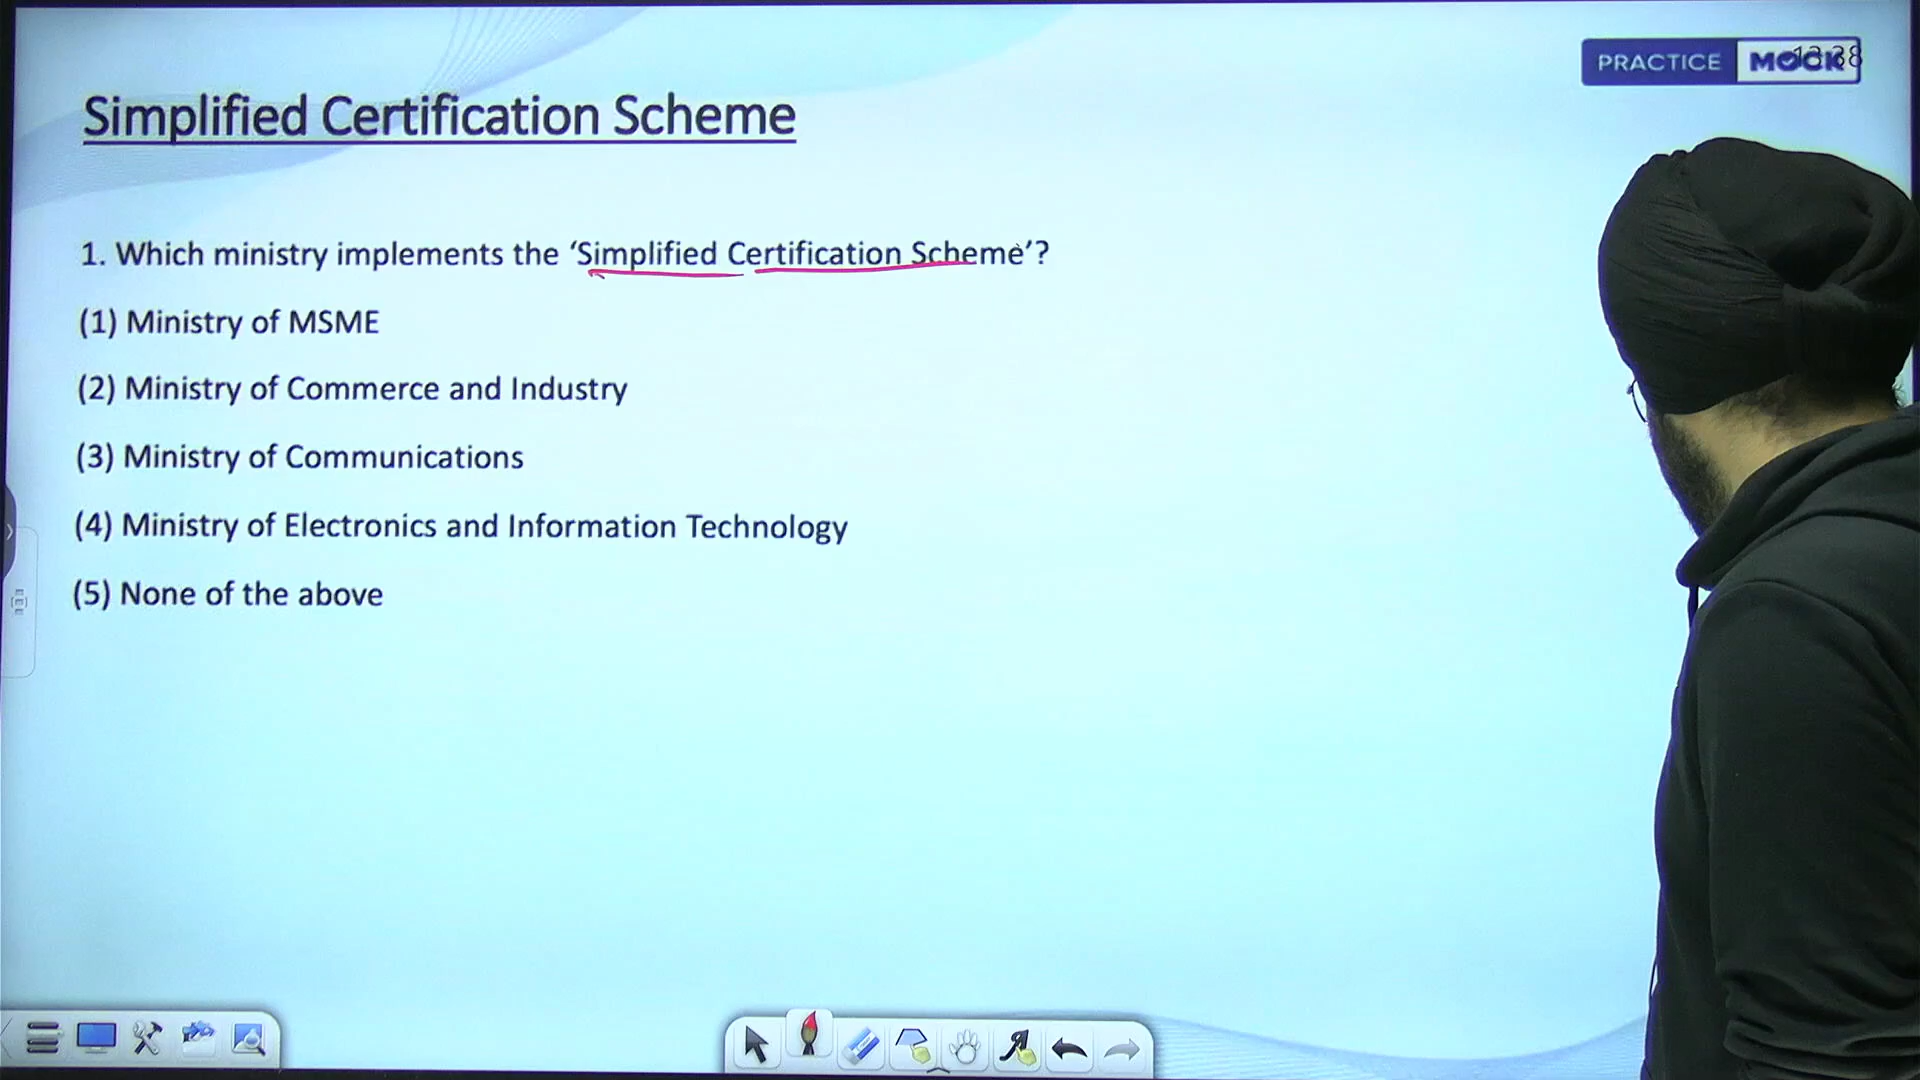 PRACTICE MOCK
13:38
Simplified Certification Scheme
1. Which ministry implements the ‘Simplified Certification Scheme’?
(1) Ministry of MSME
(2) Ministry of Commerce and Industry
(3) Ministry of Communications
(4) Ministry of Electronics and Information Technology
(5) None of the above